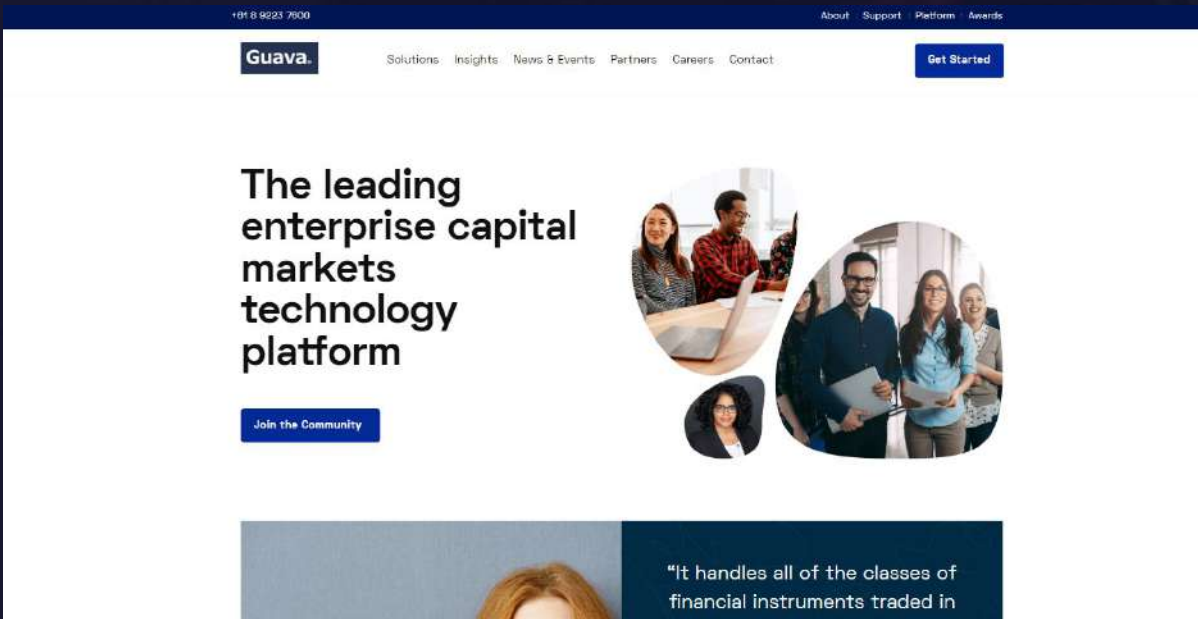 +61 8 9223 7600
About Support Platform Awards
Guava.
Solutions Insights News & Events Partners Careers Contact
Get Started
The leading
enterprise capital
markets
technology
platform
Join the Community
“It handles all of the classes of
financial instruments traded in